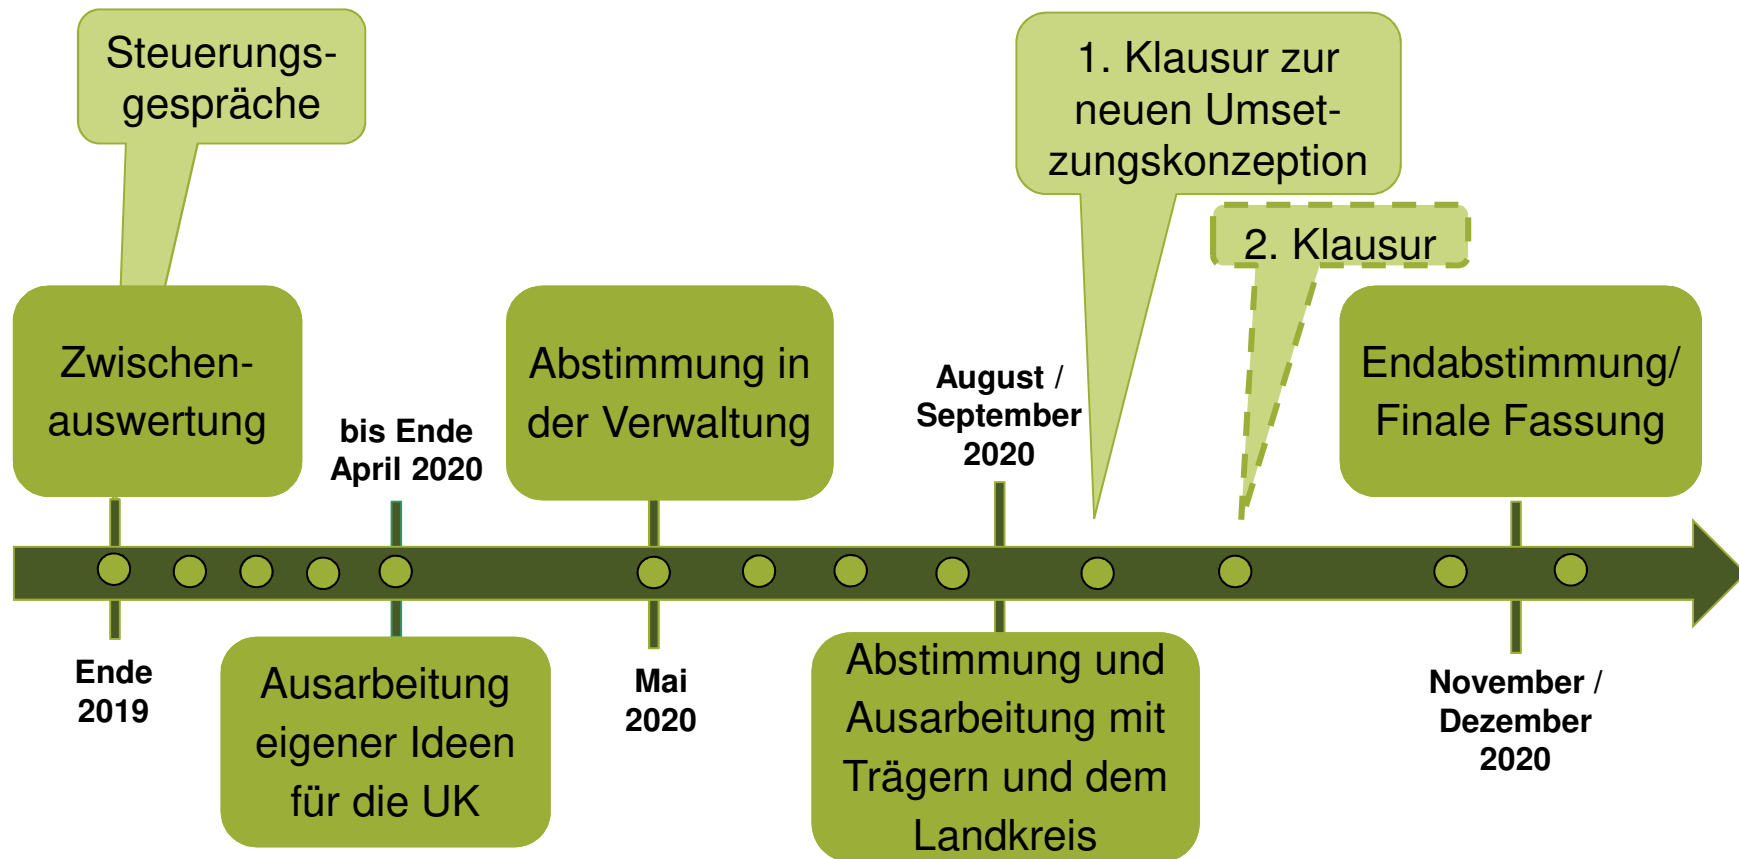 Steuerungs-
gespräche
1. Klausur zur
neuen Umset-
zungskonzeption
2. Klausur
Zwischen-
auswertung
bis Ende
April 2020
Abstimmung in
der Verwaltung
August /
September
2020
Endabstimmung/
Finale Fassung
Ende
2019
Ausarbeitung
eigener Ideen
für die UK
Mai
2020
Abstimmung und
Ausarbeitung mit
Trägern und dem
Landkreis
November /
Dezember
2020